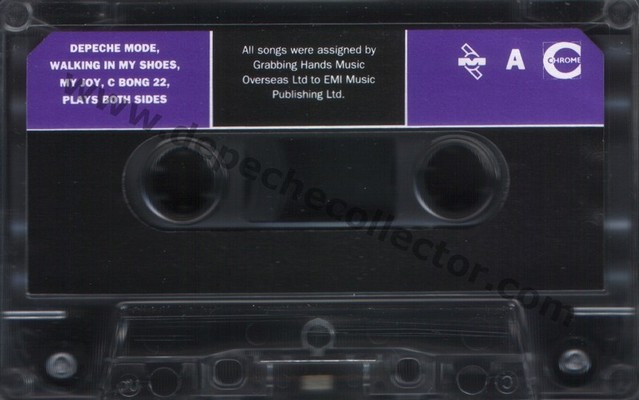 DEPECHE MODE,
WALKING IN MY SHOES,
MY JOY, C BONG 22,
PLAYS BOTH SIDES
All songs were assigned by
Grabbing Hands Music
Overseas Ltd to EMI Music
Publishing Ltd.
A
CHROME
www.depechecollector.com